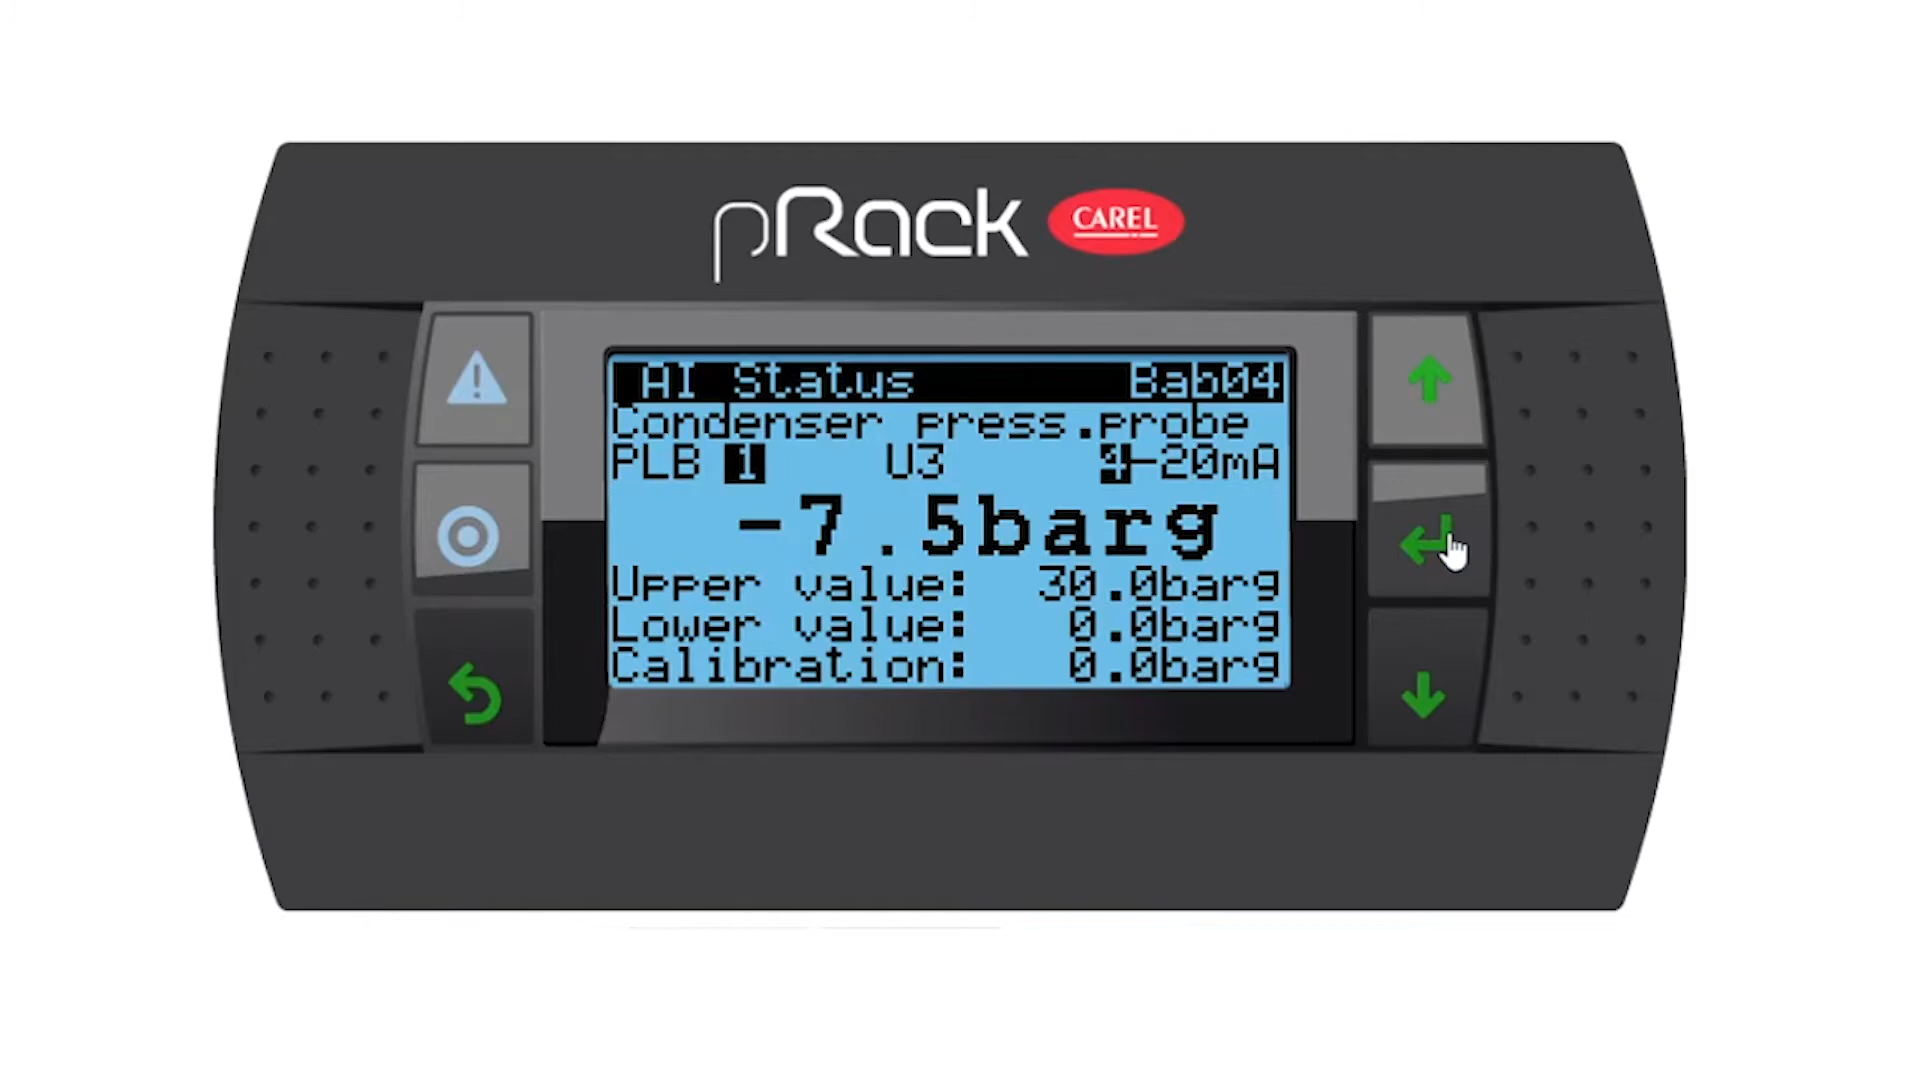 pRack CAREL
AI Status Bab04
Condenser press.probe
PLB 1 U3 4-20mA
-7.5barg
Upper value: 30.0barg
Lower value: 0.0barg
Calibration: 0.0barg